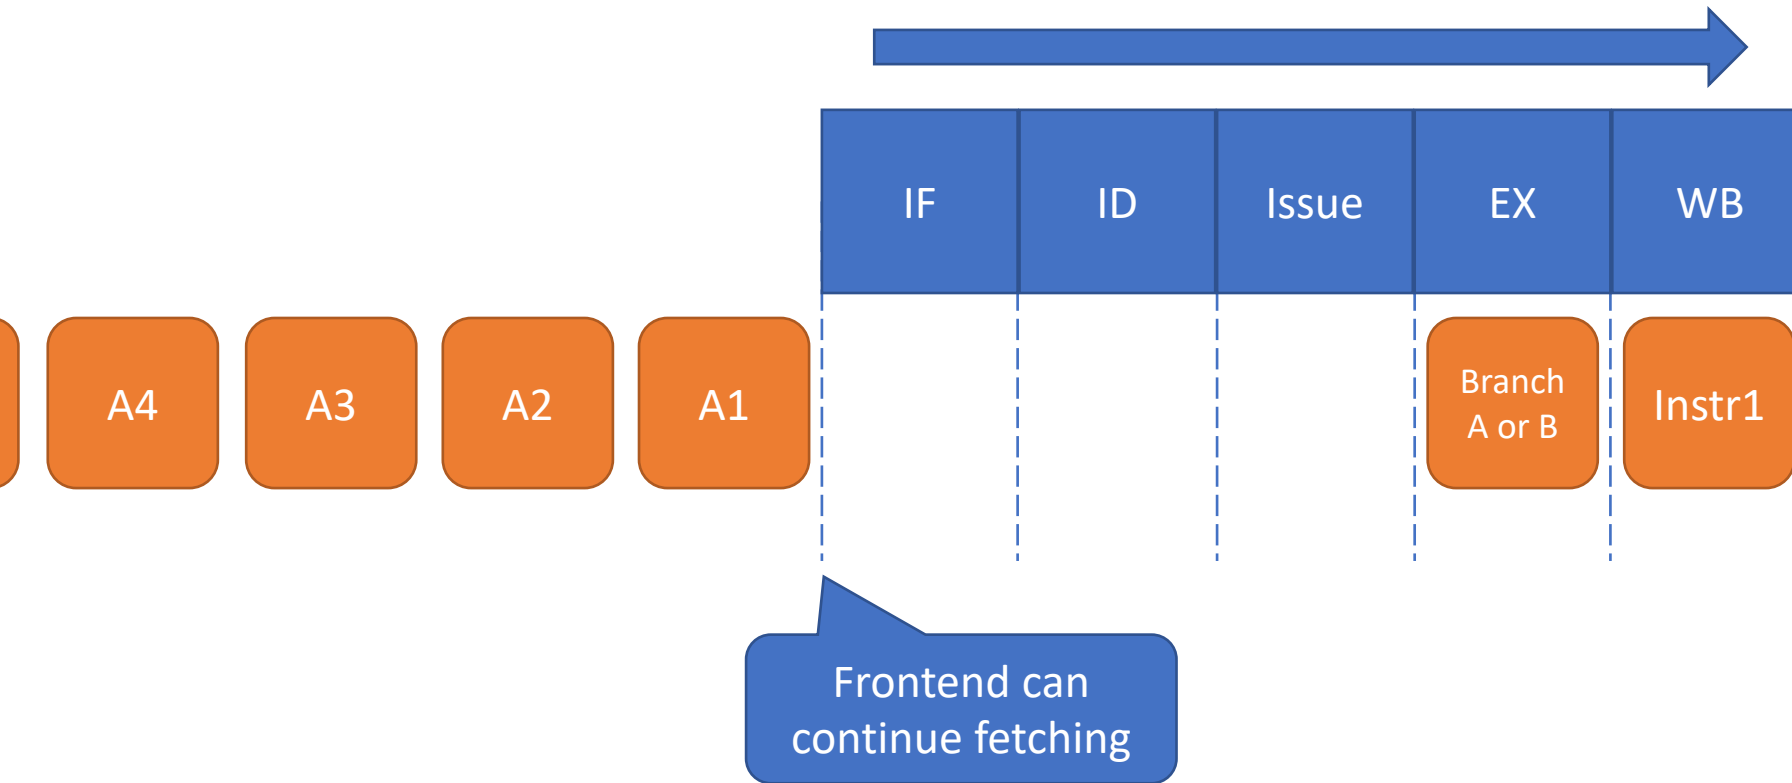 IF ID Issue EX WB
A4 A3 A2 A1
Branch
A or B
Instr1
Frontend can
continue fetching